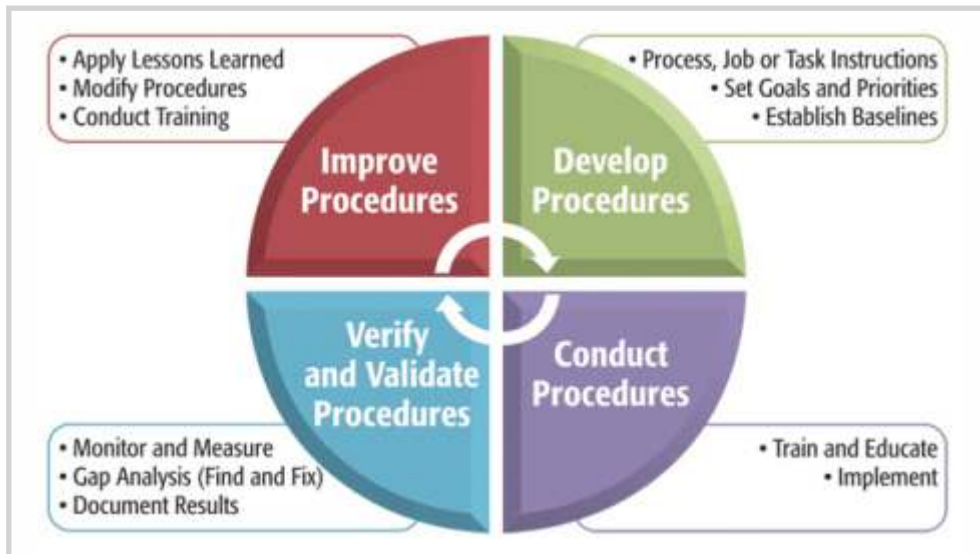 • Apply Lessons Learned
• Modify Procedures
• Conduct Training
Improve
Procedures
• Process, Job or Task Instructions
• Set Goals and Priorities
• Establish Baselines
Develop
Procedures
Verify
and Validate
Procedures
• Monitor and Measure
• Gap Analysis (Find and Fix)
• Document Results
Conduct
Procedures
• Train and Educate
• Implement